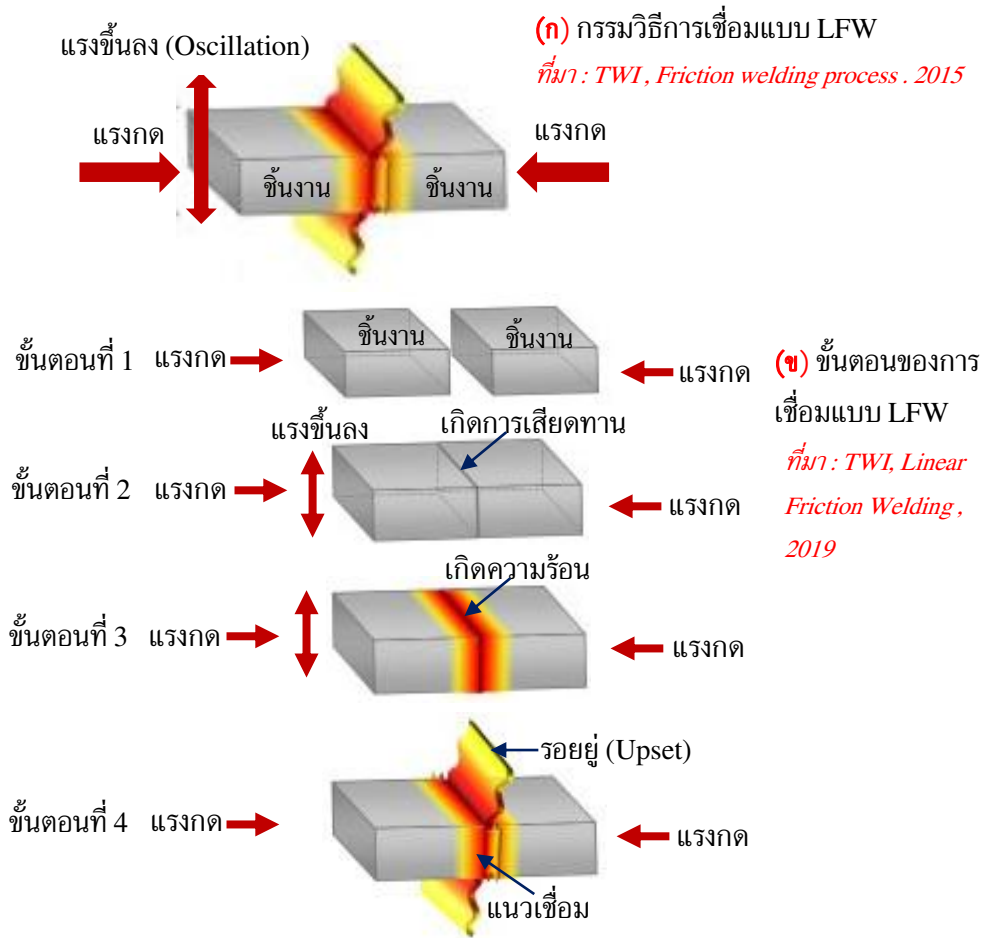 (ก) กรรมวิธีการเชื่อมแบบ LFW
ที่มา : TWI , Friction welding process . 2015
แรงขึ้นลง (Oscillation)
แรงกด
แรงกด
ชิ้นงาน
ชิ้นงาน
ชิ้นงาน
ชิ้นงาน
ขั้นตอนที่ 1
แรงกด
แรงกด
(ข) ขั้นตอนของการ
เชื่อมแบบ LFW
ที่มา : TWI, Linear
Friction Welding ,
2019
แรงขึ้นลง
เกิดการเสียดทาน
ขั้นตอนที่ 2
แรงกด
แรงกด
เกิดความร้อน
ขั้นตอนที่ 3
แรงกด
แรงกด
รอยยู่ (Upset)
ขั้นตอนที่ 4
แรงกด
แรงกด
แนวเชื่อม